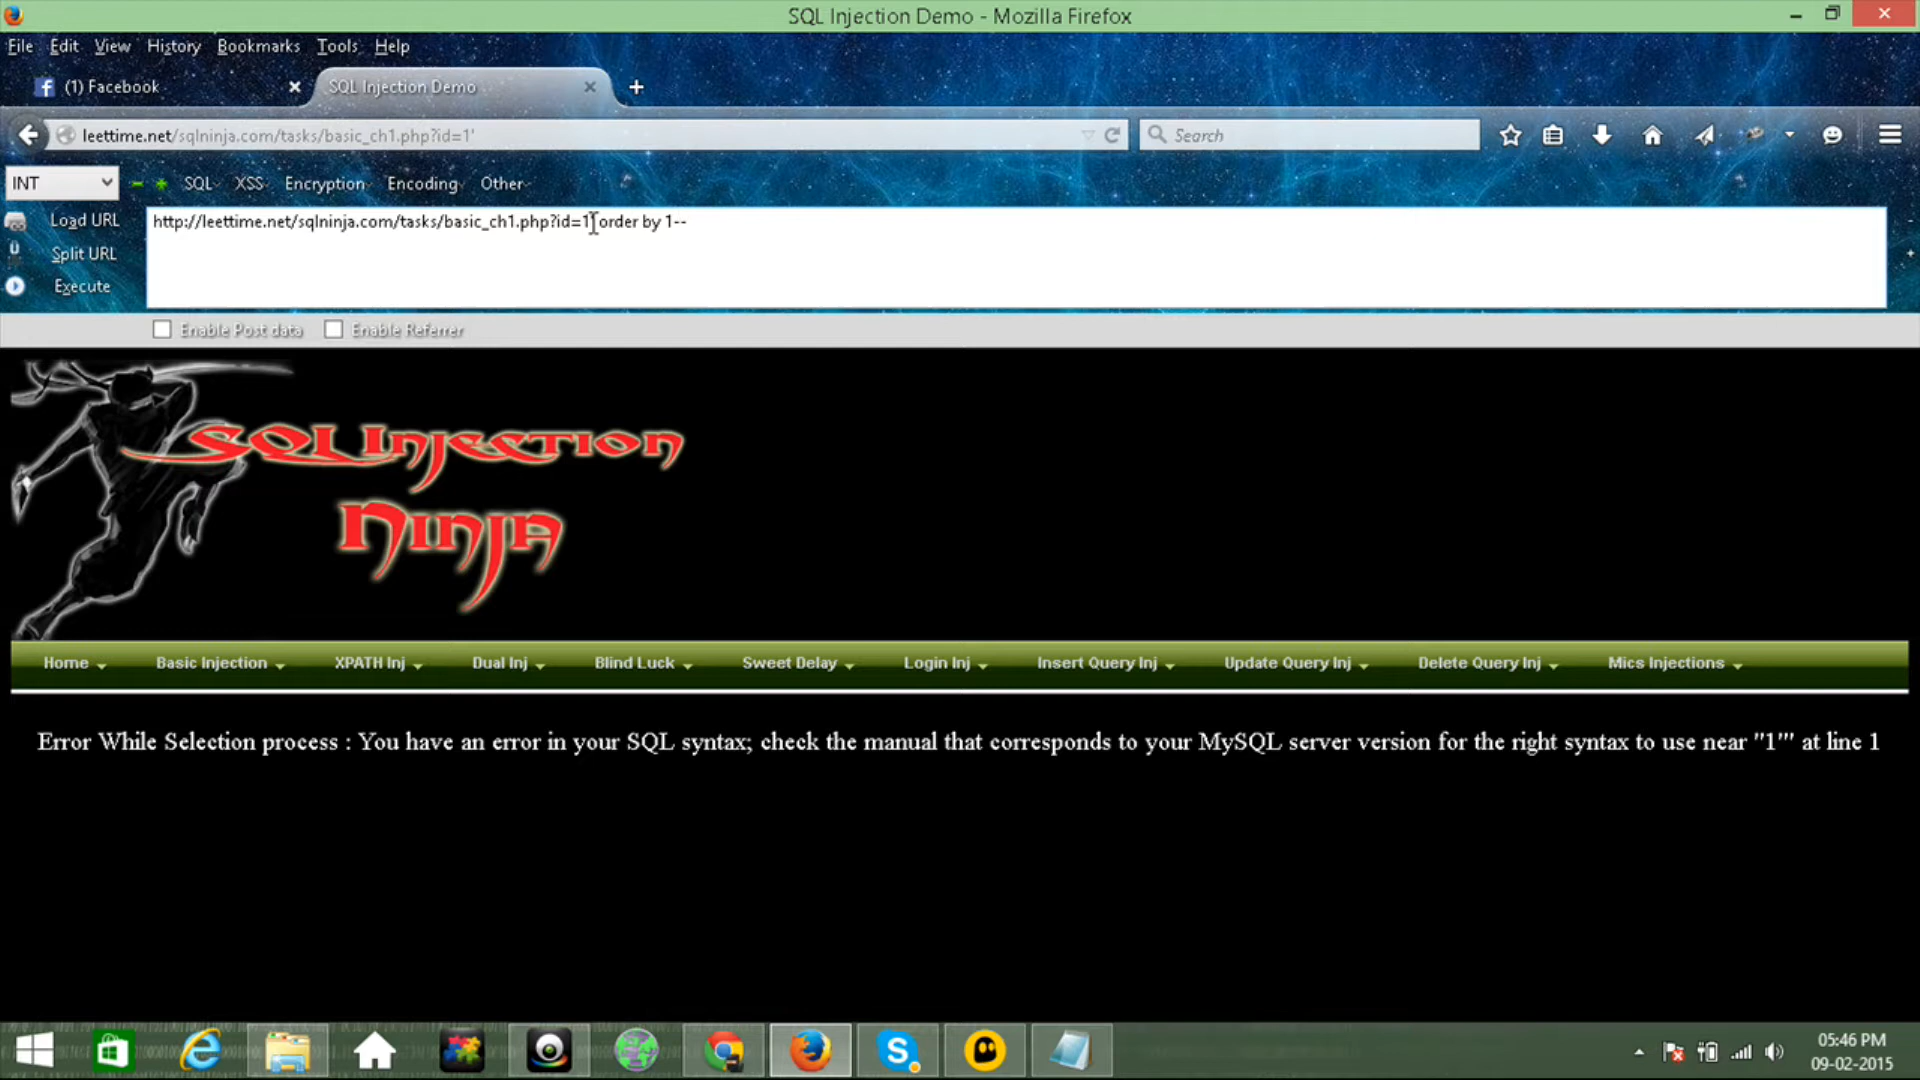 SQL Injection Demo - Mozilla Firefox
File Edit View History Bookmarks Tools Help
(1) Facebook
SQL Injection Demo
leettime.net/sqlninja.com/tasks/basic_ch1.php?id=1'
Search
INT
SQL XSS Encryption Encoding Other
Load URL
Split URL
Execute
http://leettime.net/sqlninja.com/tasks/basic_ch1.php?id=1' order by 1--
Enable Post data Enable Referrer
SQL Injection
Ninja
Home Basic Injection XPATH Inj Dual Inj Blind Luck Sweet Delay Login Inj Insert Query Inj Update Query Inj Delete Query Inj Mics Injections
Error While Selection process : You have an error in your SQL syntax; check the manual that corresponds to your MySQL server version for the right syntax to use near ''1''' at line 1
05:46 PM
09-02-2015